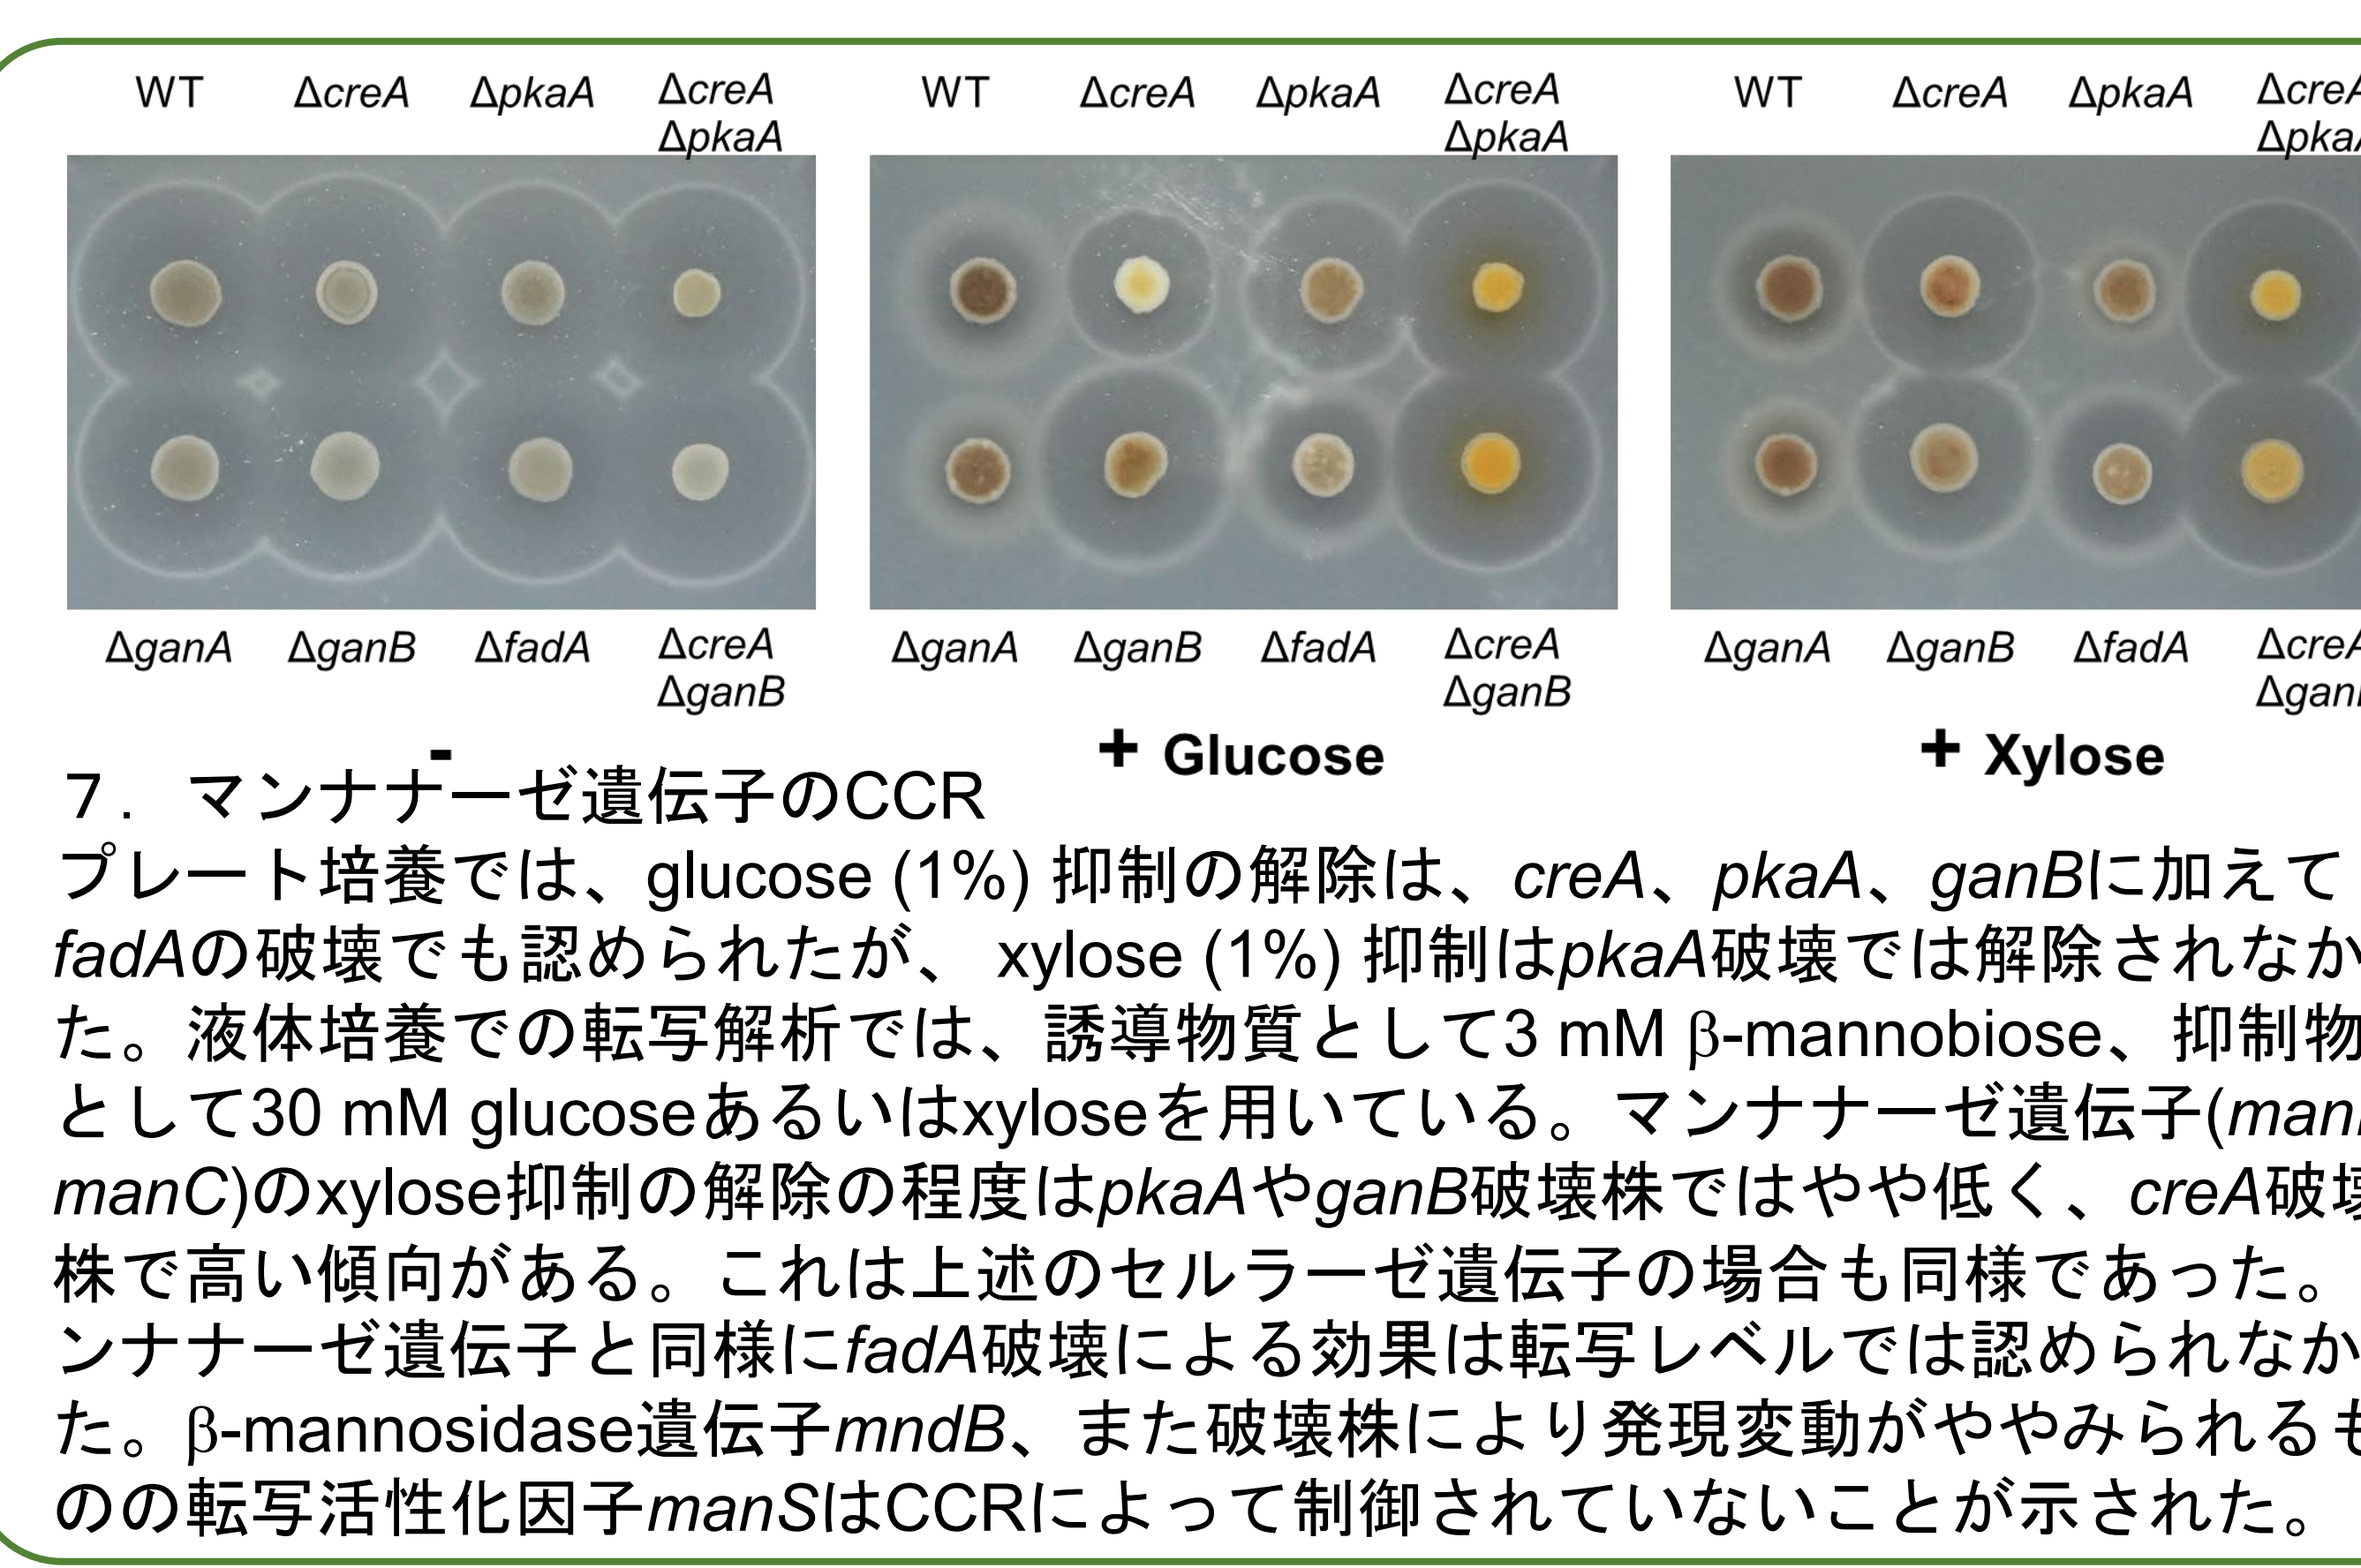 WT ΔcreA ΔpkaA ΔcreA ΔpkaA WT ΔcreA ΔpkaA ΔcreA ΔpkaA WT ΔcreA ΔpkaA ΔcreA Δpka
ΔganA ΔganB ΔfadA ΔcreA ΔganB ΔganA ΔganB ΔfadA ΔcreA ΔganB ΔganA ΔganB ΔfadA ΔcreA Δgan
- + Glucose + Xylose
7. マンナナーゼ遺伝子のCCR
プレート培養では、glucose (1%) 抑制の解除は、creA、pkaA、ganBに加えて
fadAの破壊でも認められたが、 xylose (1%) 抑制はpkaA破壊では解除されなか
た。液体培養での転写解析では、誘導物質として3 mM β-mannobiose、抑制物
として30 mM glucoseあるいはxyloseを用いている。マンナナーゼ遺伝子(man
manC)のxylose抑制の解除の程度はpkaAやganB破壊株ではやや低く、creA破壊
株で高い傾向がある。これは上述のセルラーゼ遺伝子の場合も同様であった。
ンナナーゼ遺伝子と同様にfadA破壊による効果は転写レベルでは認められなか
た。β-mannosidase遺伝子mndB、また破壊株により発現変動がややみられるも
のの転写活性化因子manSはCCRによって制御されていないことが示された。